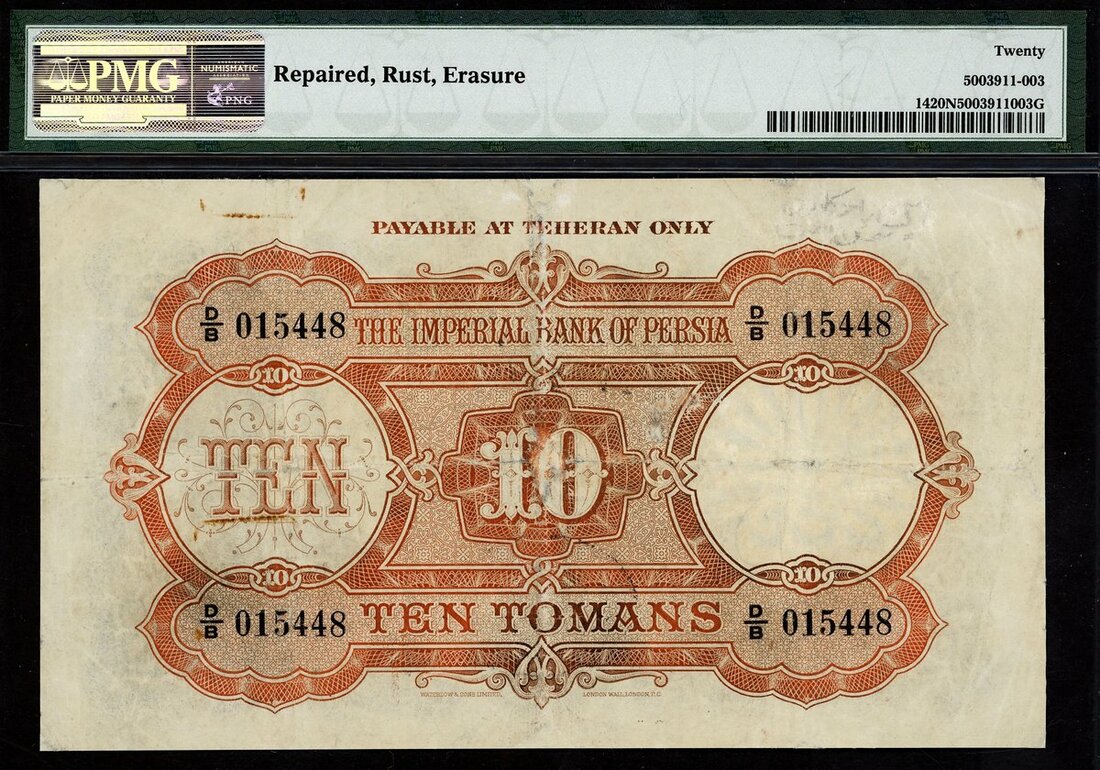 PMG
PAPER MONEY GUARANTY
AMERICAN
NUMISMATIC
ASSOCIATION
PNG
Repaired, Rust, Erasure
Twenty
5003911-003
1420N5003911003G
PAYABLE AT TEHERAN ONLY
D/B 015448
THE IMPERIAL BANK OF PERSIA
D/B 015448
10
10
TEN
10
10
10
D/B 015448
TEN TOMANS
D/B 015448
WATERLOW & SONS LIMITED,
LONDON WALL, LONDON, E.C.